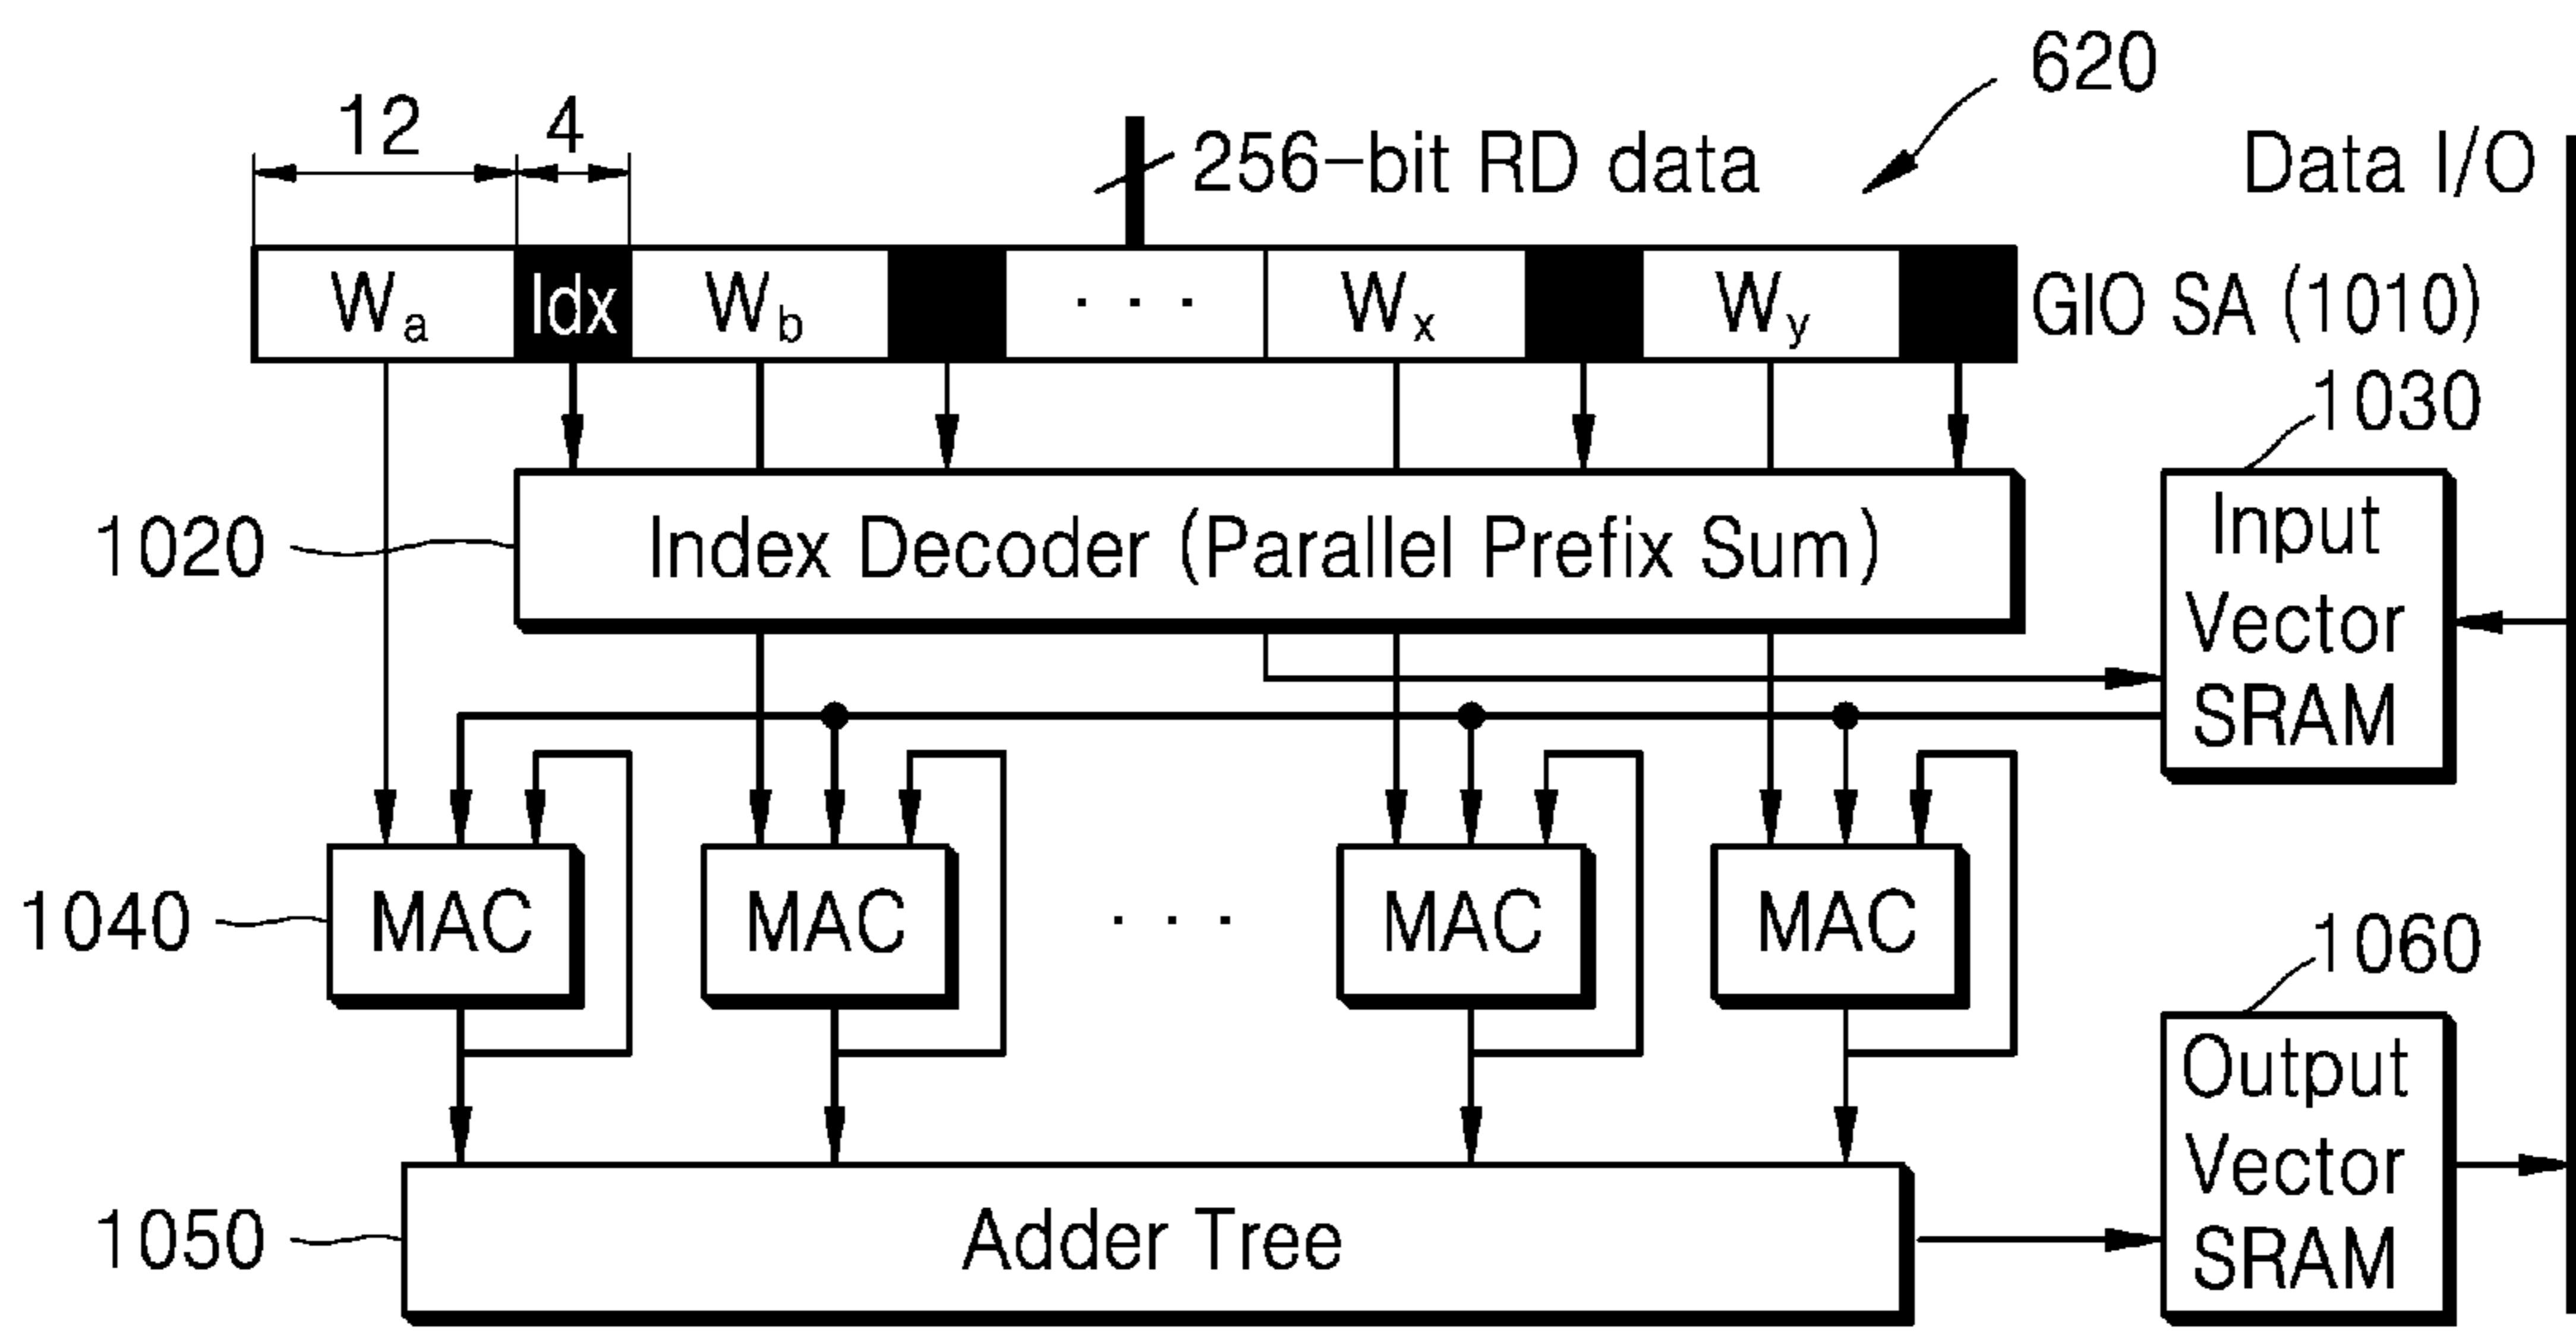 620
12
4
256-bit RD data
Data I/O
Wa
Idx
Wb
. . .
Wx
Wy
GIO SA (1010)
1030
1020
Index Decoder (Parallel Prefix Sum)
Input
Vector
SRAM
1040
MAC
MAC
. . .
MAC
MAC
1060
Output
Vector
SRAM
1050
Adder Tree